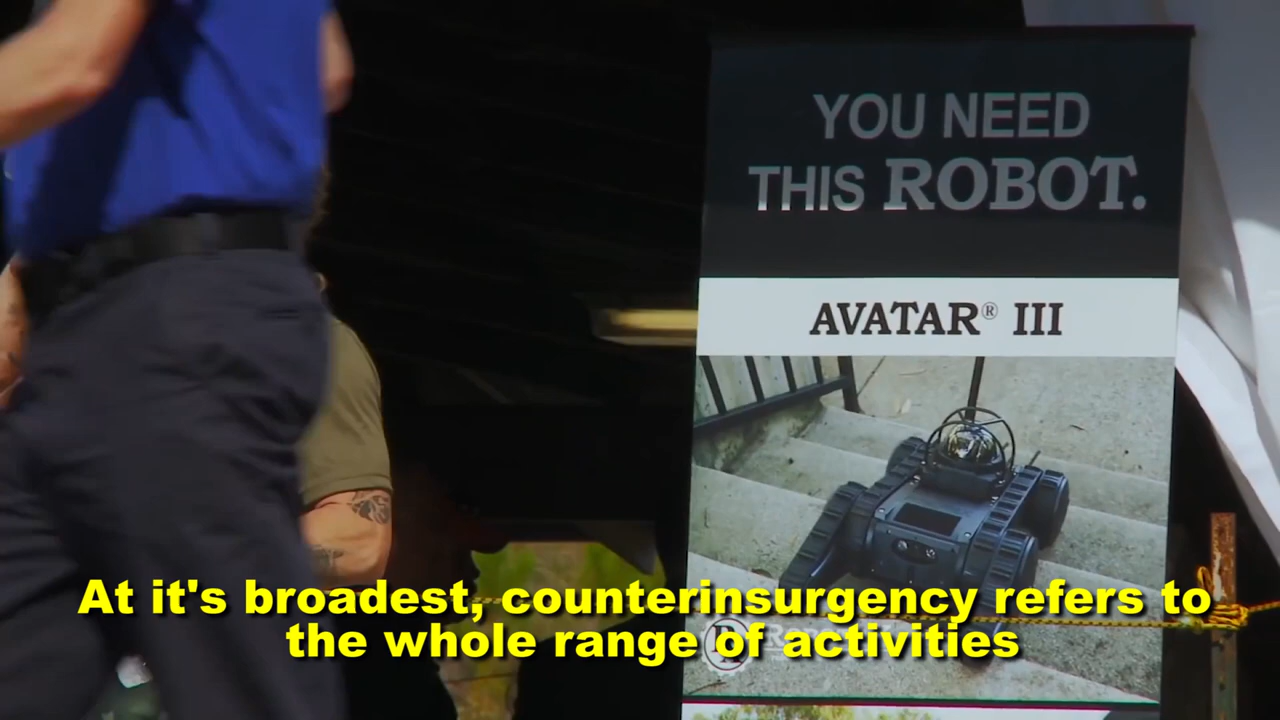 YOU NEED
THIS ROBOT.
AVATAR® III
At it's broadest, counterinsurgency refers to
the whole range of activities